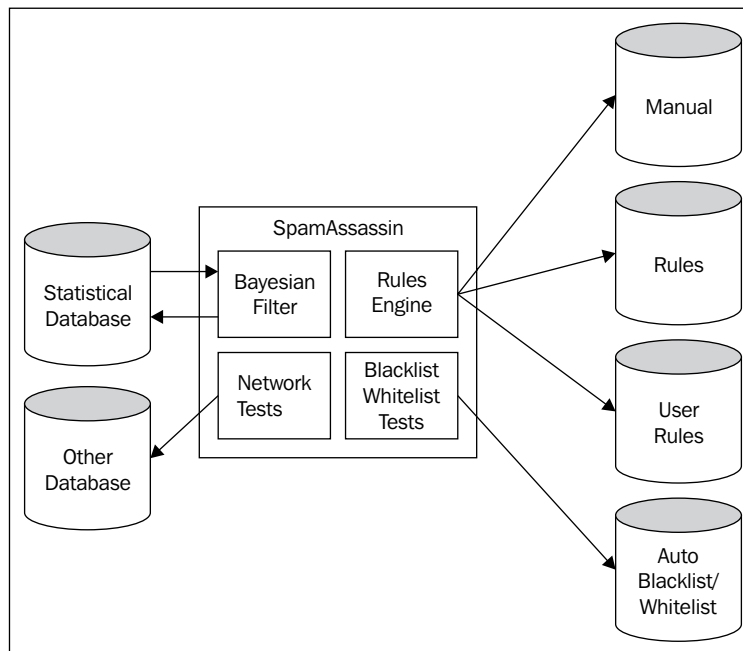 Manual
Rules
User
Rules
Auto
Blacklist/
Whitelist
SpamAssassin
Bayesian
Filter
Rules
Engine
Network
Tests
Blacklist
Whitelist
Tests
Statistical
Database
Other
Database